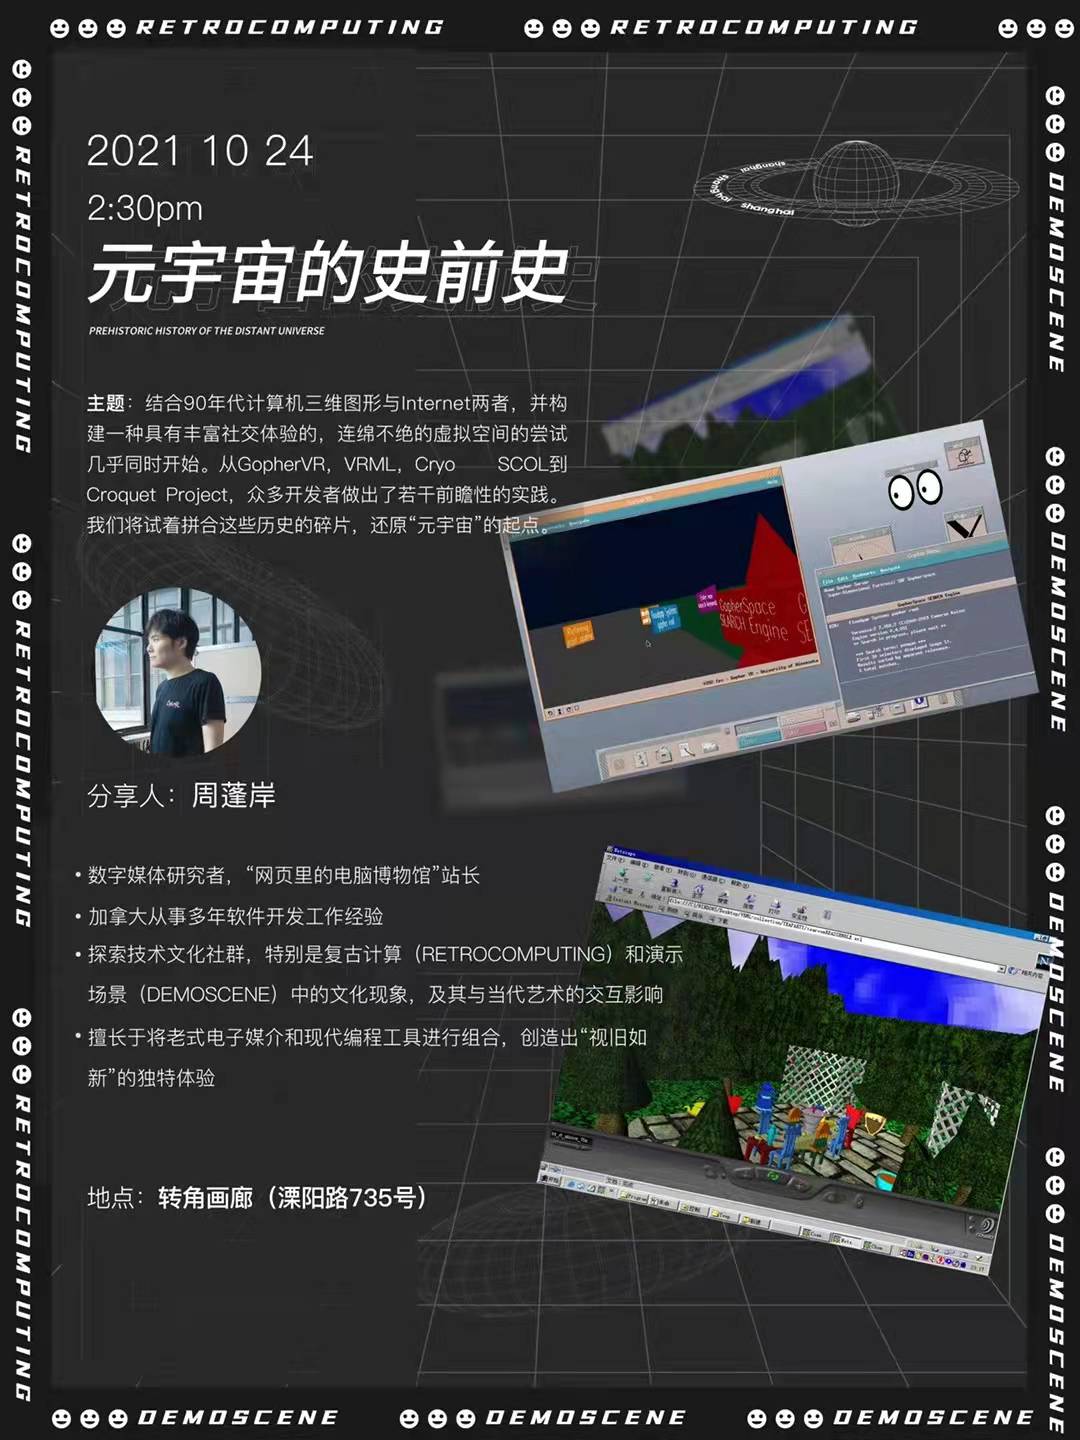 RETROCOMPUTING
RETROCOMPUTING
RETROCOMPUTING
RETROCOMPUTING
RETROCOMPUTING
DEMOSCENE
DEMOSCENE
DEMOSCENE
DEMOSCENE
2021 10 24
2:30pm
元宇宙的史前史
PREHISTORIC HISTORY OF THE DISTANT UNIVERSE
shanghai
shanghai
shanghai
主题：结合90年代计算机三维图形与Internet两者，并构
建一种具有丰富社交体验的，连绵不绝的虚拟空间的尝试
几乎同时开始。从GopherVR，VRML，Cryo SCOL到
Croquet Project，众多开发者做出了若干前瞻性的实践。
我们将试着拼合这些历史的碎片，还原“元宇宙”的起点。
GopherSpace
SEARCH Engine
分享人：周蓬岸
• 数字媒体研究者，“网页里的电脑博物馆”站长
• 加拿大从事多年软件开发工作经验
• 探索技术文化社群，特别是复古计算（RETROCOMPUTING）和演示
场景（DEMOSCENE）中的文化现象，及其与当代艺术的交互影响
• 擅长于将老式电子媒介和现代编程工具进行组合，创造出“视旧如
新”的独特体验
Netscape
地点：转角画廊（溧阳路735号）
DEMOSCENE
DEMOSCENE
DEMOSCENE